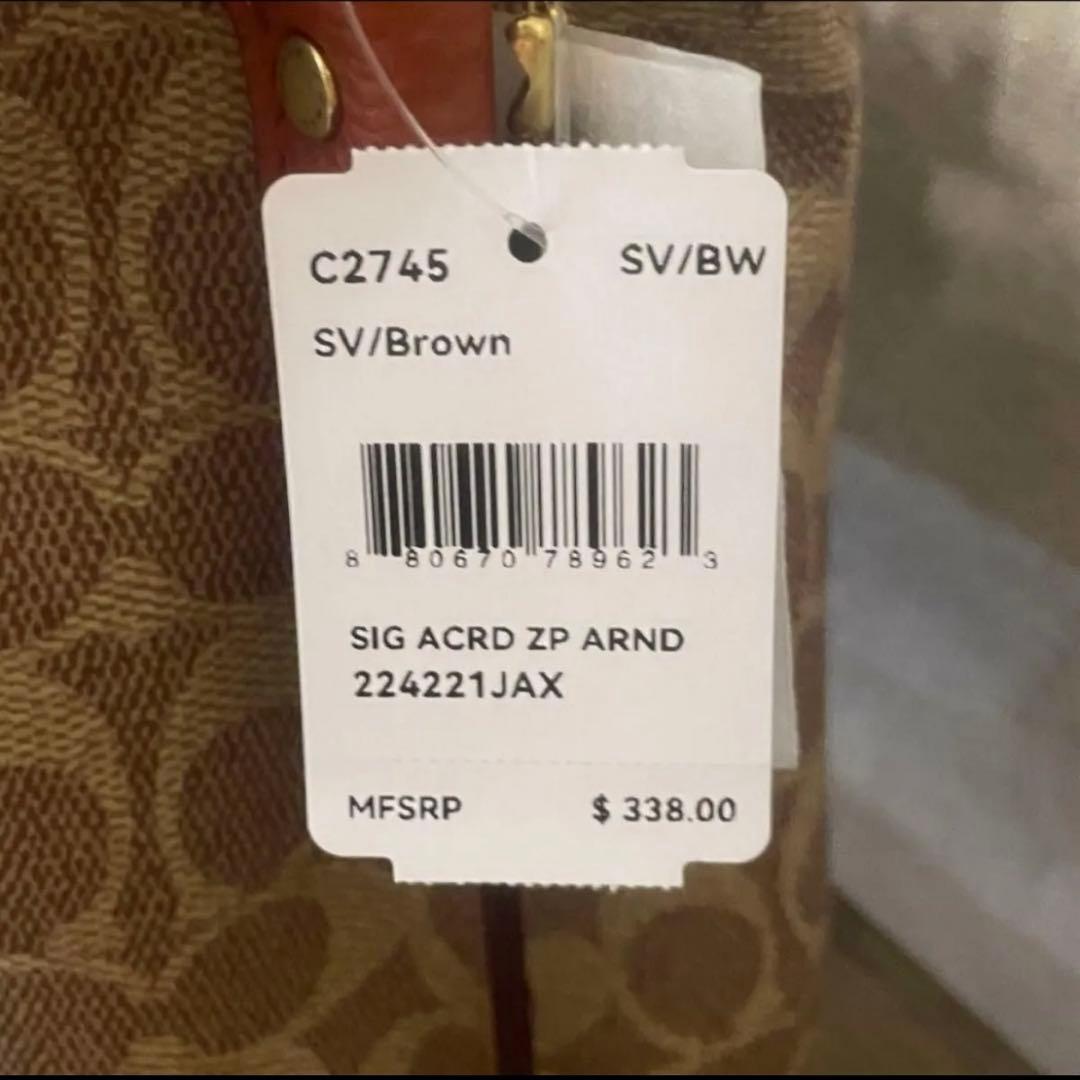 C2745 SV/BW
SV/Brown
8 80670 78962 3
SIG ACRD ZP ARND
224221JAX
MFSRP $ 338.00